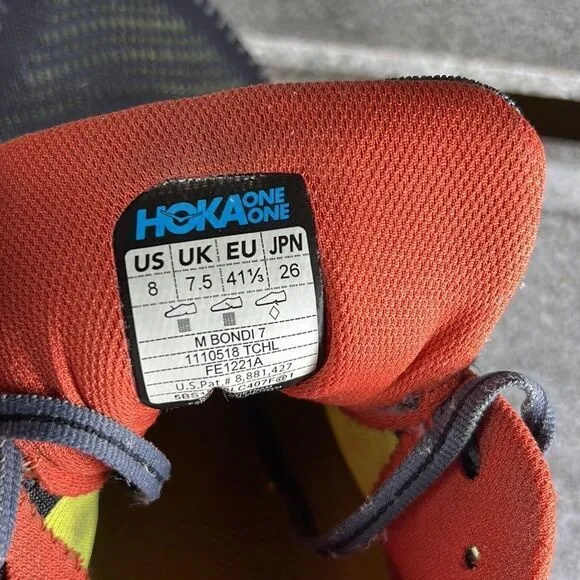 HOKA ONE ONE
US UK EU JPN
8 7.5 41⅓ 26
M BONDI 7
1110518 TCHL
FE1221A
U.S.Pat.# 8,881,427